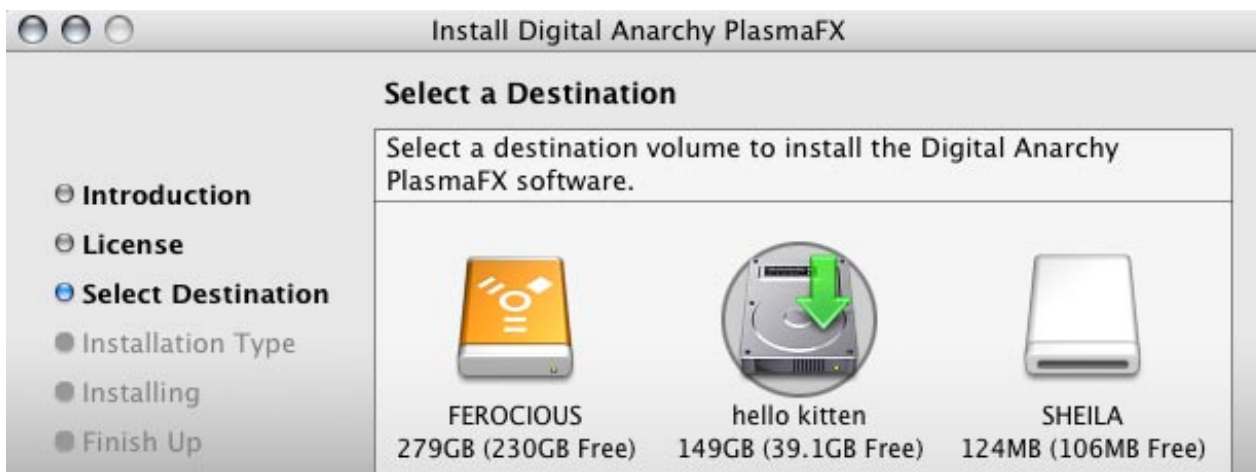 Install Digital Anarchy PlasmaFX
Select a Destination
Select a destination volume to install the Digital Anarchy
PlasmaFX software.
Introduction
License
Select Destination
Installation Type
Installing
Finish Up
FEROCIOUS
279GB (230GB Free)
hello kitten
149GB (39.1GB Free)
SHEILA
124MB (106MB Free)